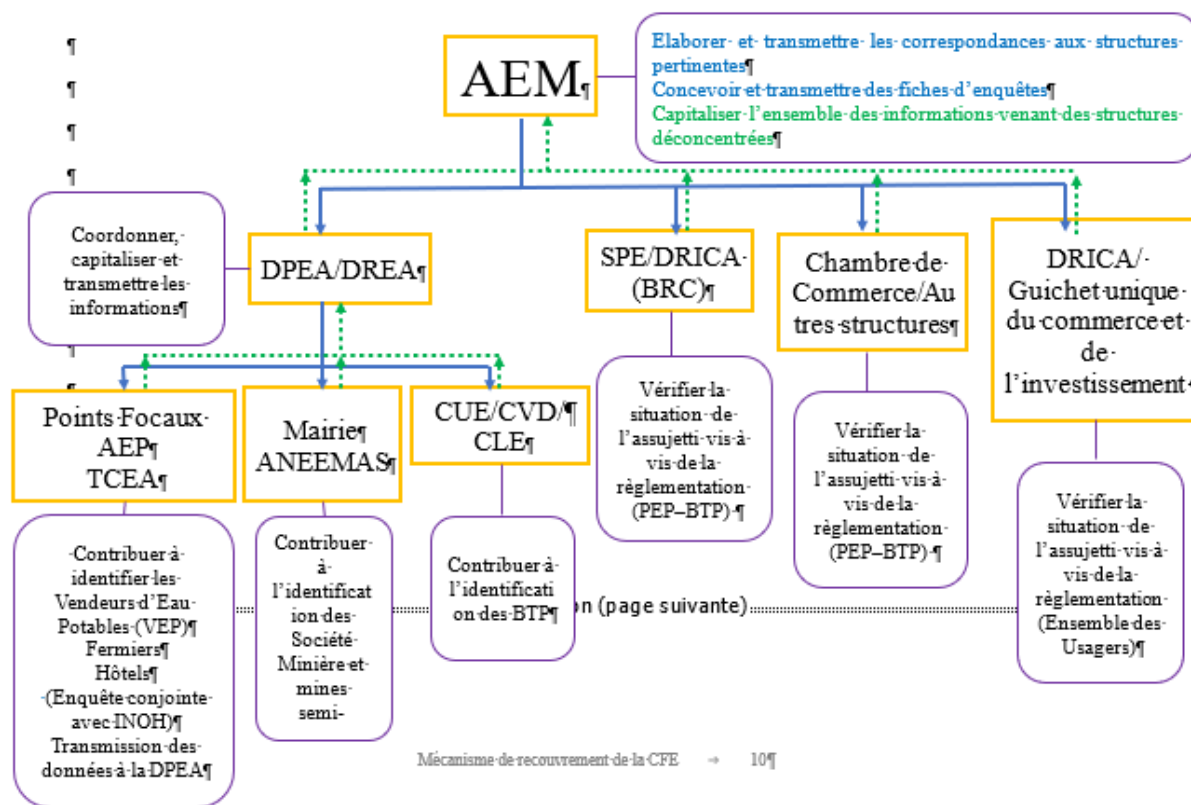 AEM¶
Elaborer et transmettre les correspondances aux structures
pertinentes¶
Concevoir et transmettre des fiches d'enquêtes¶
Capitaliser l'ensemble des informations venant des structures
déconcentrées¶
¶
¶
¶
¶
Coordonner,
capitaliser et
transmettre les
informations¶
DPEA/DREA¶
SPE/DRICA
(BRC)¶
Chambre de
Commerce/Au
tres structures¶
DRICA/
Guichet unique
du commerce et
de
l'investissement
¶
¶
Points Focaux
AEP
TCEA¶
Mairie¶
ANEEMAS¶
CUE/CVD/¶
CLE¶
Vérifier la
situation de
l'assujetti vis à
vis de la
règlementation
(PEP–BTP) ¶
Vérifier la
situation de
l'assujetti vis à
vis de la
règlementation
(PEP–BTP) ¶
Vérifier la
situation de
l'assujetti vis à
vis de la
règlementation
(Ensemble des
Usagers)¶
Contribuer à
identifier les
Vendeurs d'Eau
Potables (VEP)¶
Fermiers¶
Hôtels¶
(Enquête conjointe
avec INOH)¶
Transmission des
données à la DPEA¶
Contribuer
à
l'identificat
ion des
Société
Minière et
mines
semi-
Contribuer à
l'identificati
on des BTP¶
on (page suivante)
Mécanisme de recouvrement de la CFE → 10¶